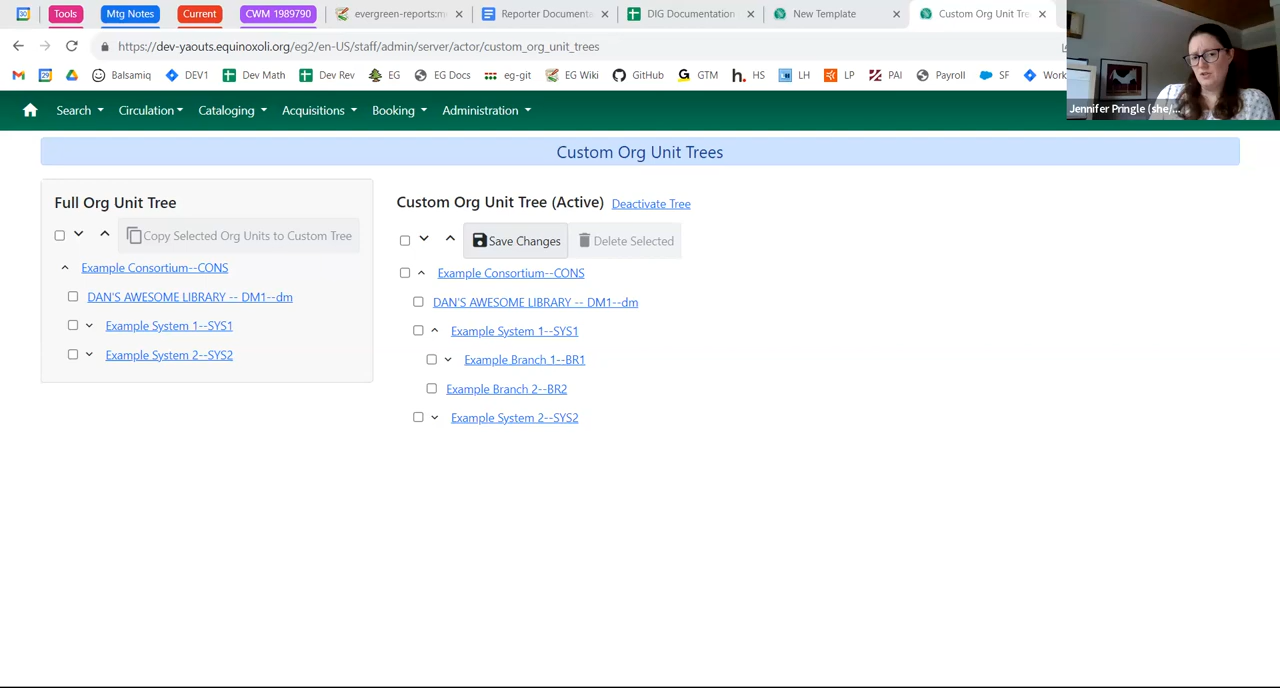 30 Tools Mtg Notes Current CWM 1989790 evergreen-reports:m Reporter Documenta DIG Documentation New Template Custom Org Unit Tre
https://dev-yaouts.equinoxoli.org/eg2/en-US/staff/admin/server/actor/custom_org_unit_trees
Balsamiq DEV1 Dev Math Dev Rev EG EG Docs eg-git EG Wiki GitHub GTM HS LH LP PAI Payroll SF Work
Jennifer Pringle (she/...
Search Circulation Cataloging Acquisitions Booking Administration
Custom Org Unit Trees
Full Org Unit Tree
Copy Selected Org Units to Custom Tree
Example Consortium--CONS
DAN'S AWESOME LIBRARY -- DM1--dm
Example System 1--SYS1
Example System 2--SYS2
Custom Org Unit Tree (Active) Deactivate Tree
Save Changes Delete Selected
Example Consortium--CONS
DAN'S AWESOME LIBRARY -- DM1--dm
Example System 1--SYS1
Example Branch 1--BR1
Example Branch 2--BR2
Example System 2--SYS2